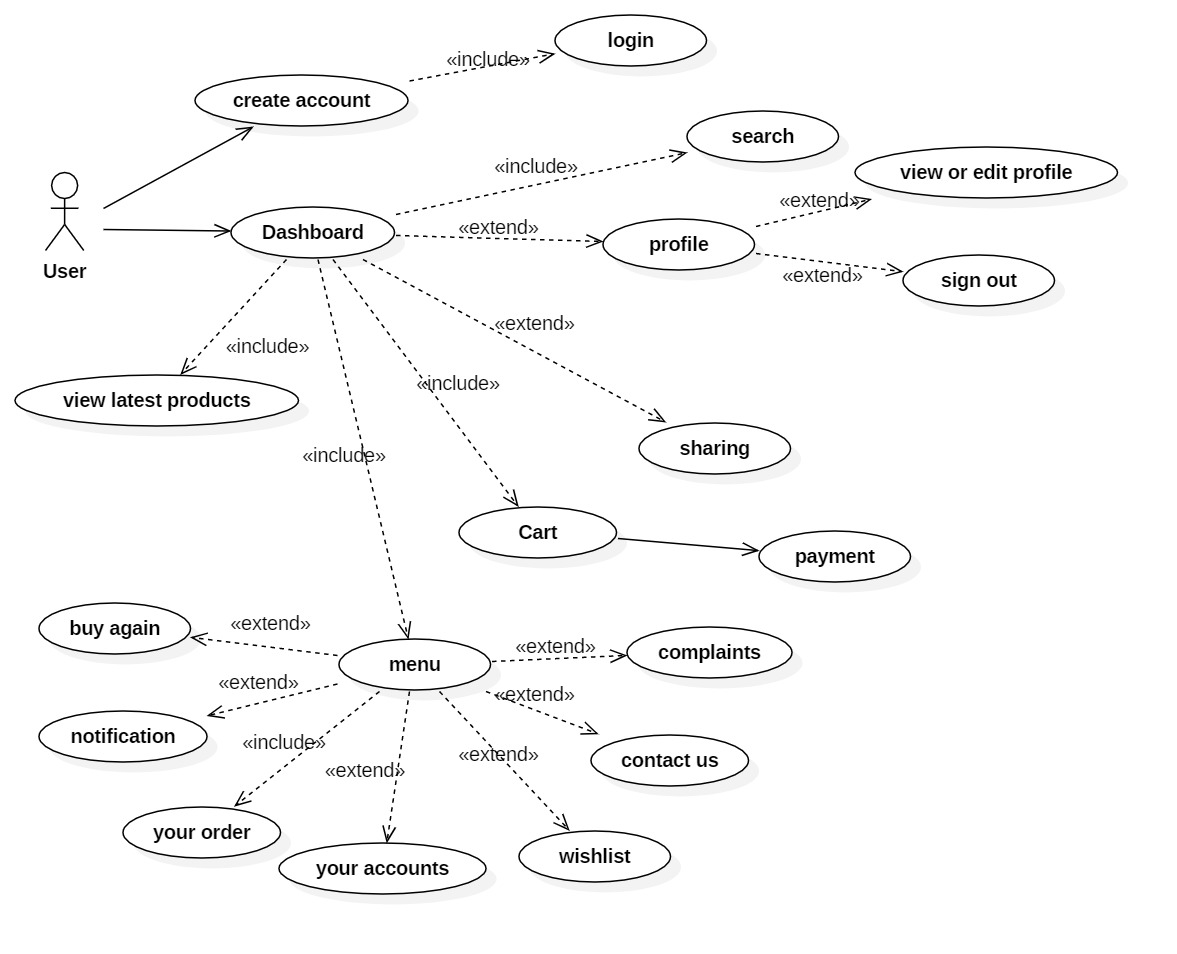 login
«include»
create account
search
«include»
view or edit profile
«extend»
«extend»
Dashboard
profile
User
«extend»
sign out
«extend»
«include»
«include»
view latest products
sharing
«include»
Cart
payment
buy again
«extend»
«extend»
complaints
menu
«extend»
«extend»
notification
«include»
«extend»
«extend»
contact us
your order
wishlist
your accounts